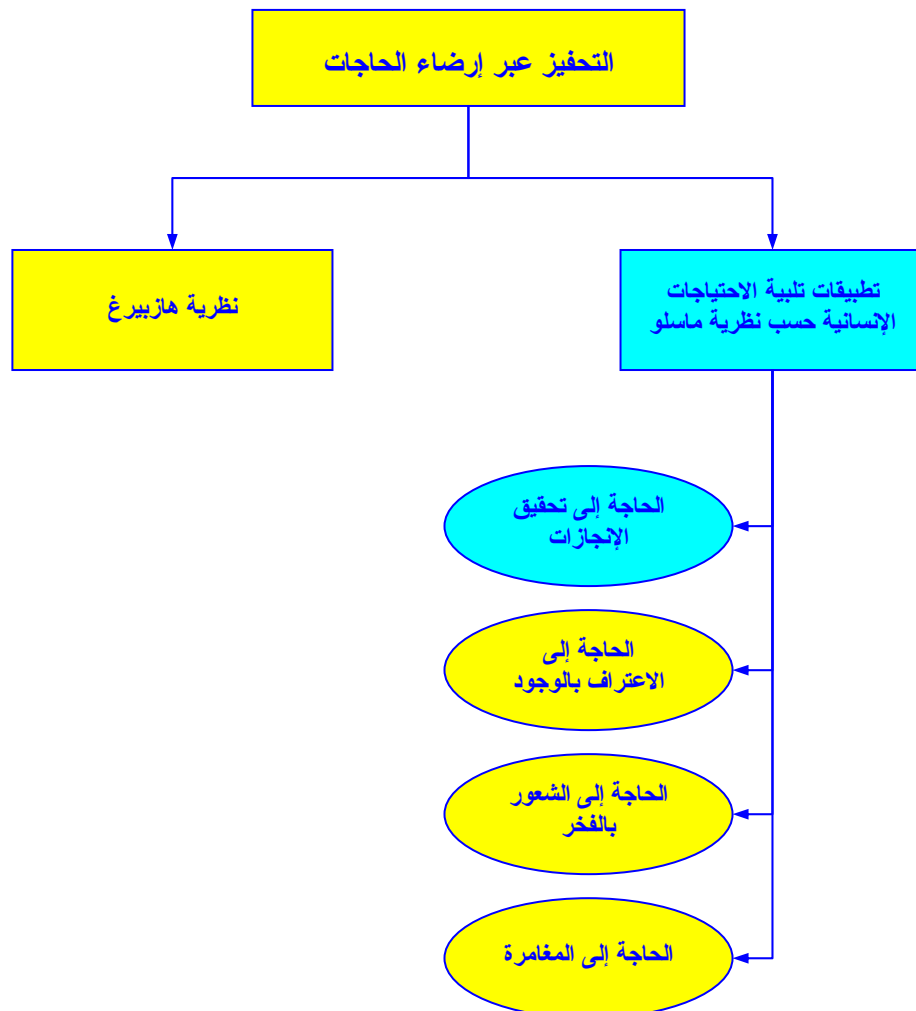 التحفيز عبر إرضاء الحاجات
تطبيقات تلبية الاحتياجات
الإنسانية حسب نظرية ماسلو
نظرية هازبيرغ
الحاجة إلى تحقيق
الإنجازات
الحاجة إلى
الاعتراف بالوجود
الحاجة إلى الشعور
بالفخر
الحاجة إلى المغامرة